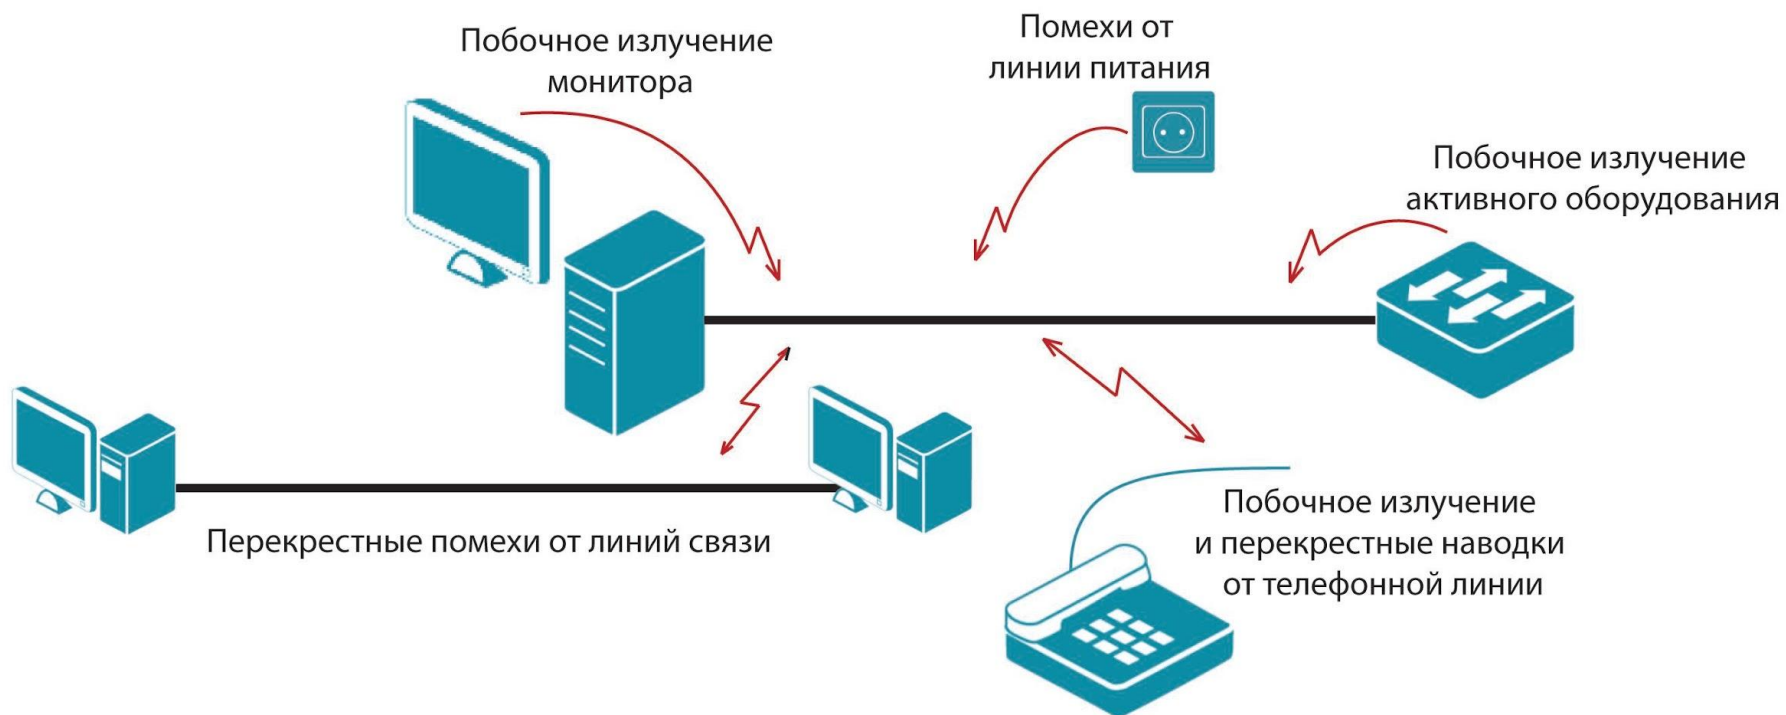 Побочное излучение
монитора
Помехи от
линии питания
Побочное излучение
активного оборудования
Перекрестные помехи от линий связи
Побочное излучение
и перекрестные наводки
от телефонной линии